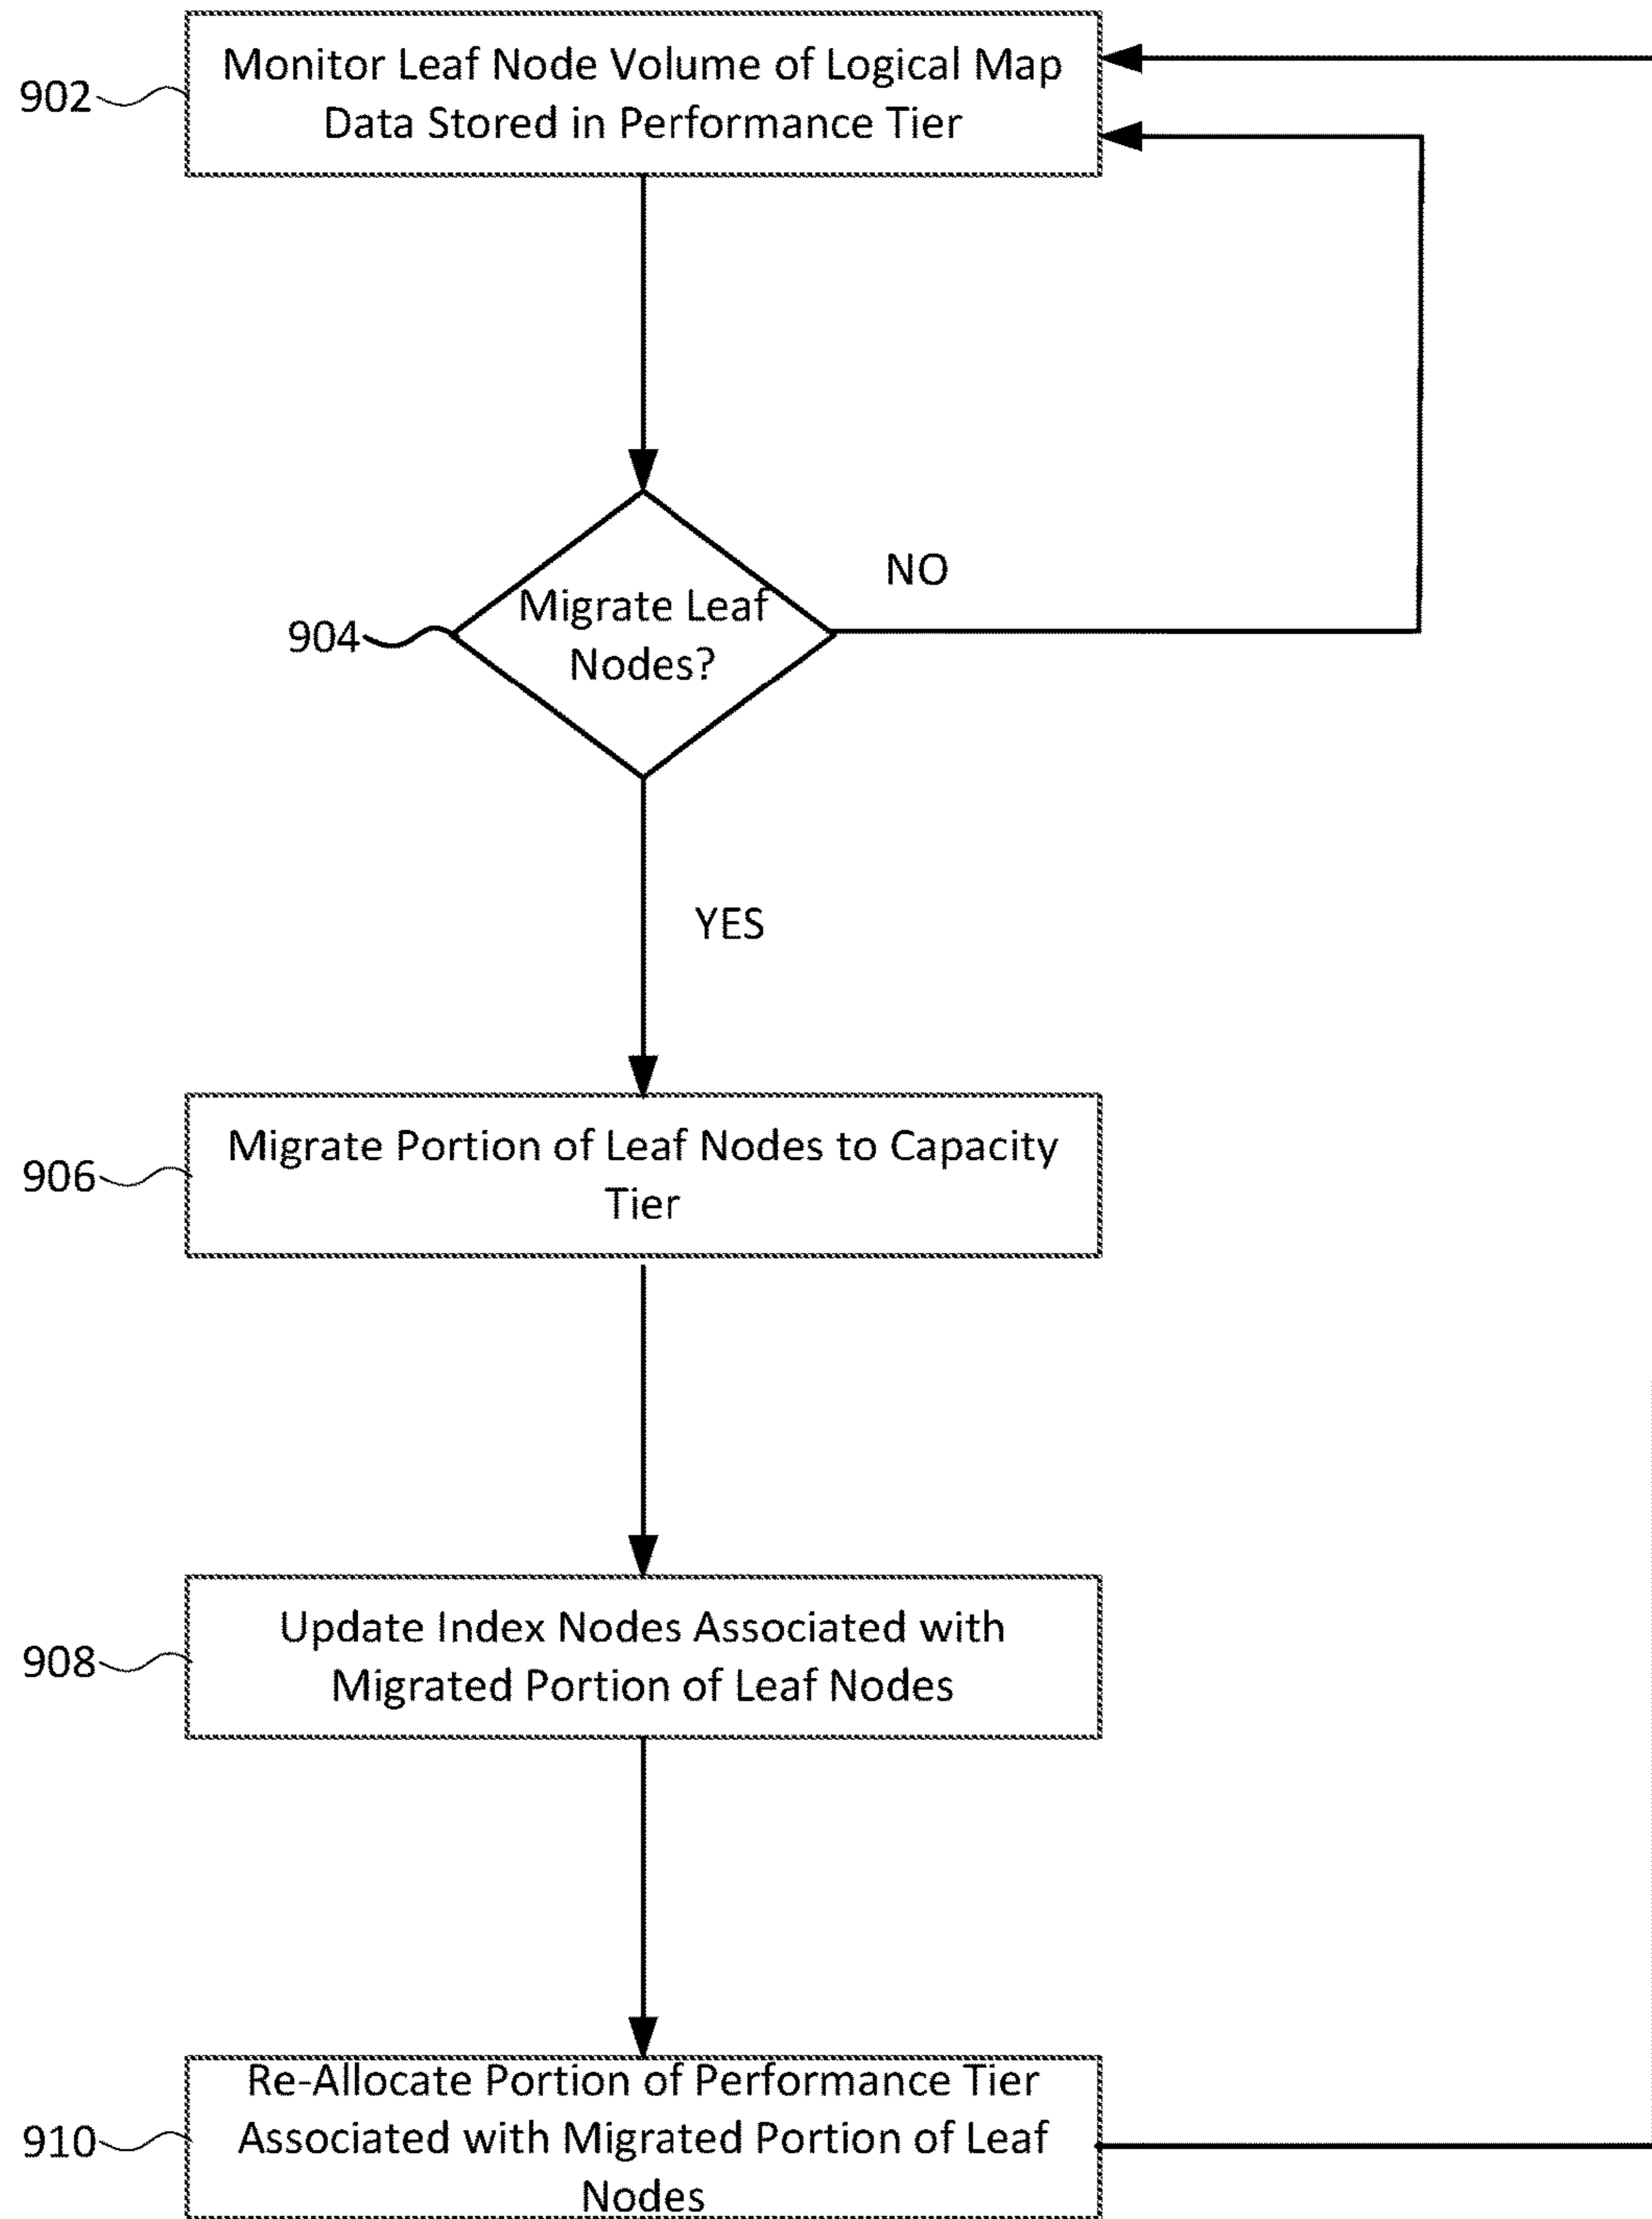 902
Monitor Leaf Node Volume of Logical Map
Data Stored in Performance Tier
904
Migrate Leaf
Nodes?
NO
YES
906
Migrate Portion of Leaf Nodes to Capacity
Tier
908
Update Index Nodes Associated with
Migrated Portion of Leaf Nodes
910
Re-Allocate Portion of Performance Tier
Associated with Migrated Portion of Leaf
Nodes